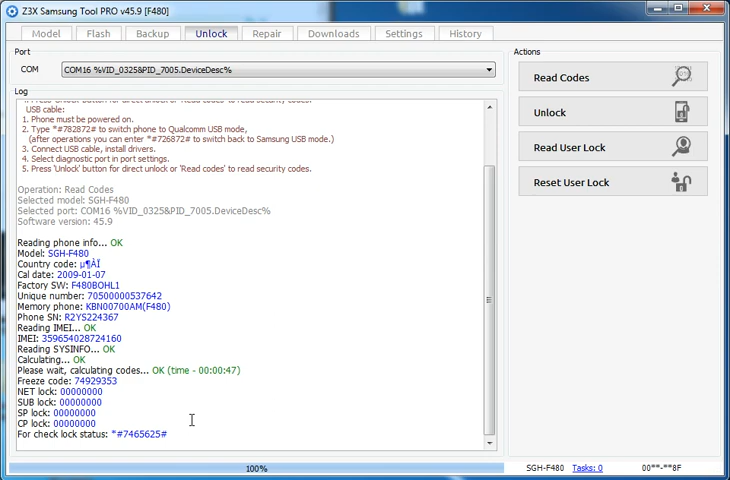 Z3X Samsung Tool PRO v45.9 [F480]
Model Flash Backup Unlock Repair Downloads Settings History
Port
COM COM16 %VID_0325&PID_7005.DeviceDesc%
Log
USB cable:
1. Phone must be powered on.
2. Type *#782872# to switch phone to Qualcomm USB mode,
(after operations you can enter *#726872# to switch back to Samsung USB mode.)
3. Connect USB cable, install drivers.
4. Select diagnostic port in port settings.
5. Press 'Unlock' button for direct unlock or 'Read codes' to read security codes.
Operation: Read Codes
Selected model: SGH-F480
Selected port: COM16 %VID_0325&PID_7005.DeviceDesc%
Software version: 45.9
Reading phone info... OK
Model: SGH-F480
Country code: µ¶ÀÏ
Cal date: 2009-01-07
Factory SW: F480BOHL1
Unique number: 70500000537642
Memory phone: KBN00700AM(F480)
Phone SN: R2YS224367
Reading IMEI... OK
IMEI: 359654028724160
Reading SYSINFO... OK
Calculating... OK
Please wait, calculating codes... OK (time - 00:00:47)
Freeze code: 74929353
NET lock: 00000000
SUB lock: 00000000
SP lock: 00000000
CP lock: 00000000
For check lock status: *#7465625#
Actions
Read Codes
Unlock
Read User Lock
Reset User Lock
100%
SGH-F480 Tasks: 0 00**-**8F